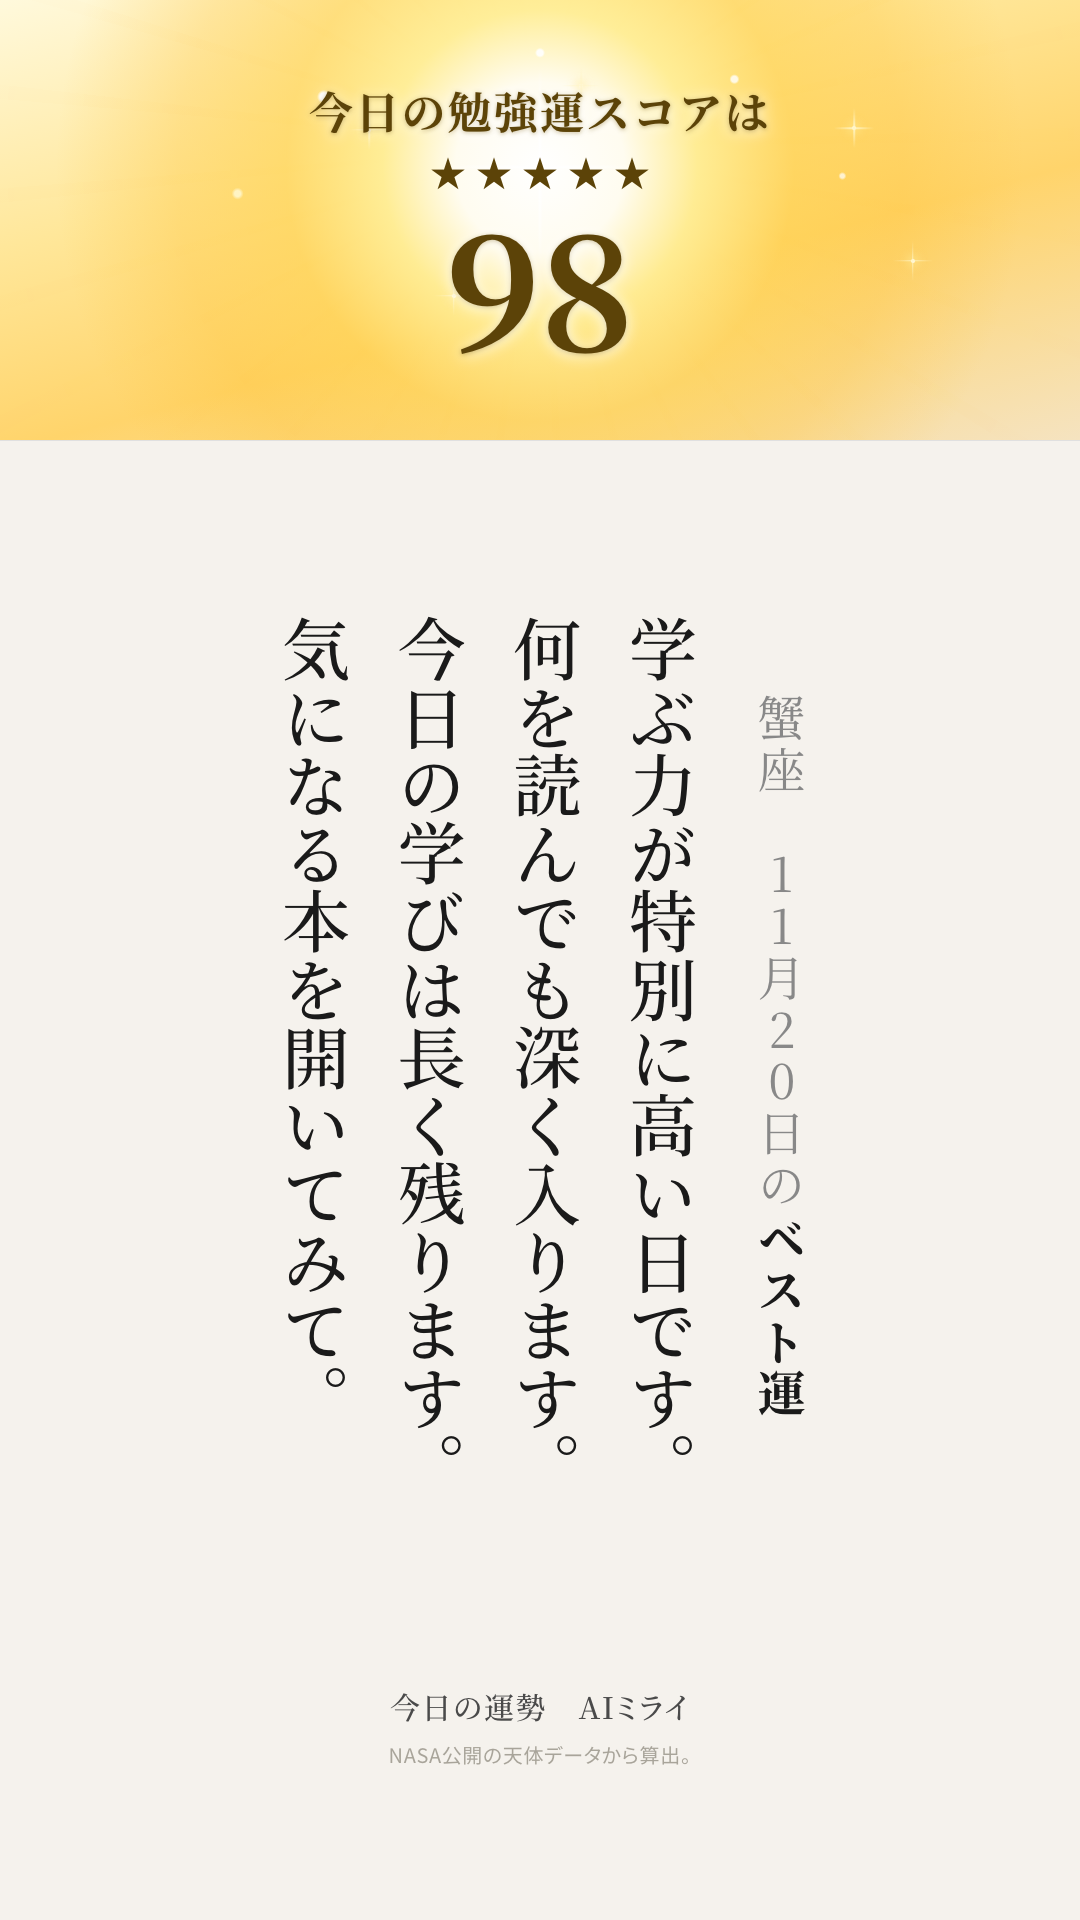 今日の勉強運スコアは
★★★★★
98
蟹座　11月20日のベスト運
学ぶ力が特別に高い日です。
何を読んでも深く入ります。
今日の学びは長く残ります。
気になる本を開いてみて。
今日の運勢　AIミライ
NASA公開の天体データから算出。